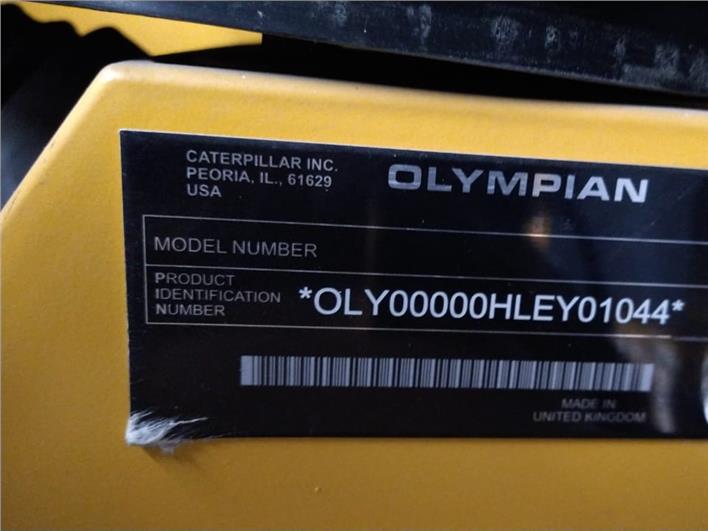 CATERPILLAR INC.
PEORIA, IL., 61629
USA
OLYMPIAN
MODEL NUMBER
PRODUCT
IDENTIFICATION
NUMBER
*OLY00000HLEY01044*
MADE IN
UNITED KINGDOM